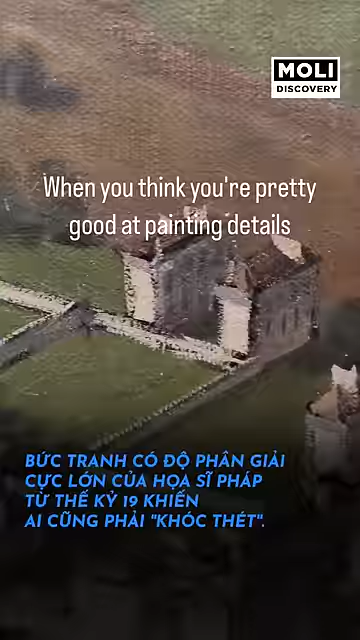 MOLI
DISCOVERY
When you think you're pretty
good at painting details
BỨC TRANH CÓ ĐỘ PHÂN GIẢI
CỰC LỚN CỦA HỌA SĨ PHÁP
TỪ THẾ KỶ 19 KHIẾN
AI CŨNG PHẢI "KHÓC THÉT".